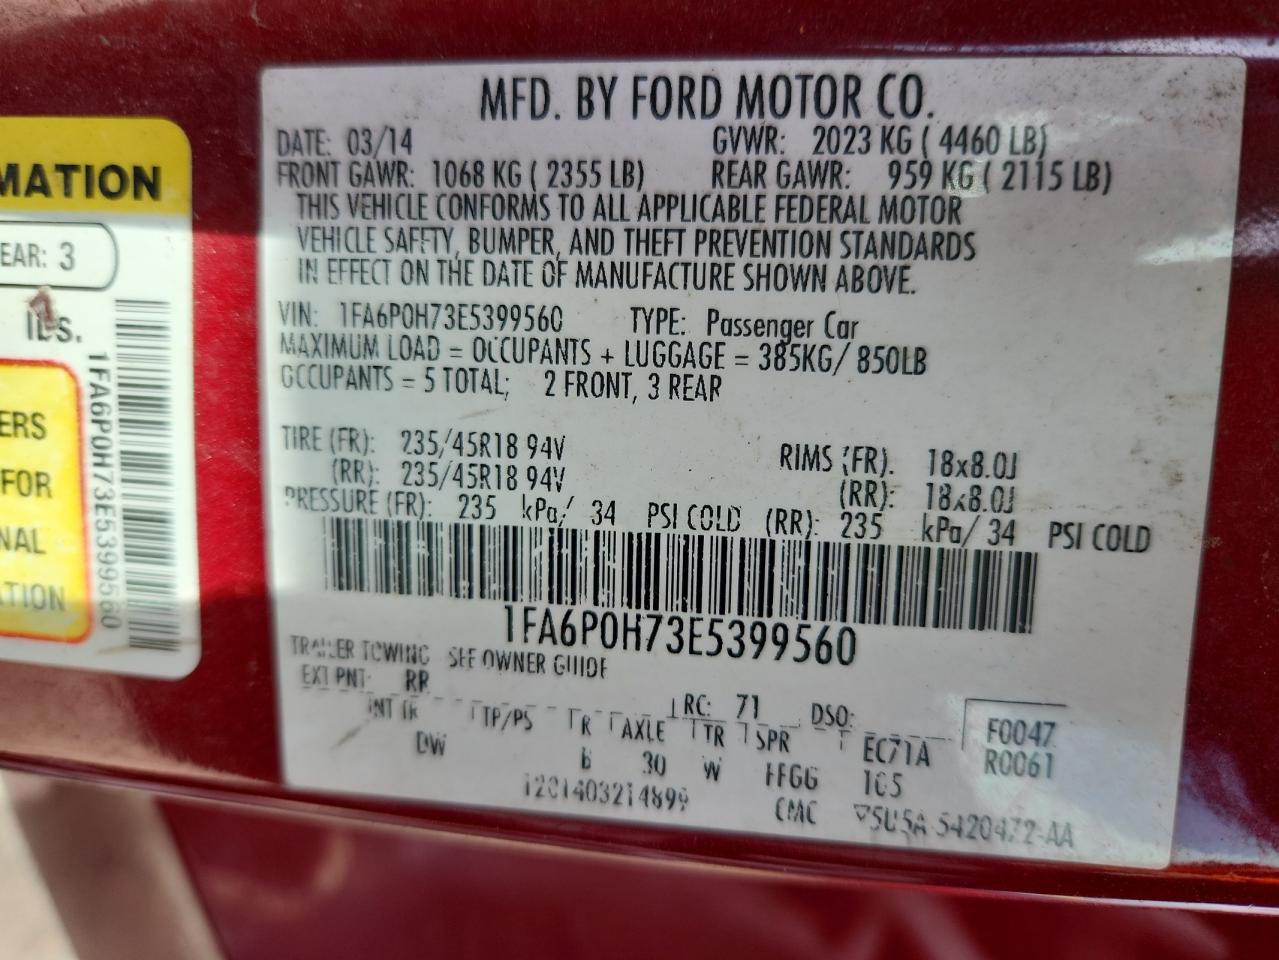 MATION
EAR: 3
lLs.
1FA6P0H73E5399560
ERS
FOR
NAL
ATION
MFD. BY FORD MOTOR CO.
DATE: 03/14 GVWR: 2023 KG ( 4460 LB)
FRONT GAWR: 1068 KG ( 2355 LB) REAR GAWR: 959 KG ( 2115 LB)
THIS VEHICLE CONFORMS TO ALL APPLICABLE FEDERAL MOTOR
VEHICLE SAFETY, BUMPER, AND THEFT PREVENTION STANDARDS
IN EFFECT ON THE DATE OF MANUFACTURE SHOWN ABOVE.
VIN: 1FA6P0H73E5399560 TYPE: Passenger Car
MAXIMUM LOAD = OCCUPANTS + LUGGAGE = 385KG/ 850LB
OCCUPANTS = 5 TOTAL; 2 FRONT, 3 REAR
TIRE (FR): 235/45R18 94V RIMS (FR). 18x8.0J
(RR): 235/45R18 94V (RR): 18x8.0J
PRESSURE (FR): 235 kPa/ 34 PSI COLD (RR): 235 kPa/ 34 PSI COLD
1FA6P0H73E5399560
TRAILER TOWING SEE OWNER GUIDE
EXT PNT: RR RC: 71 DSO:
INT TR TP/PS R AXLE TR SPR EC71A F0047
DW 30 W FFGG 165 R0061
CMC